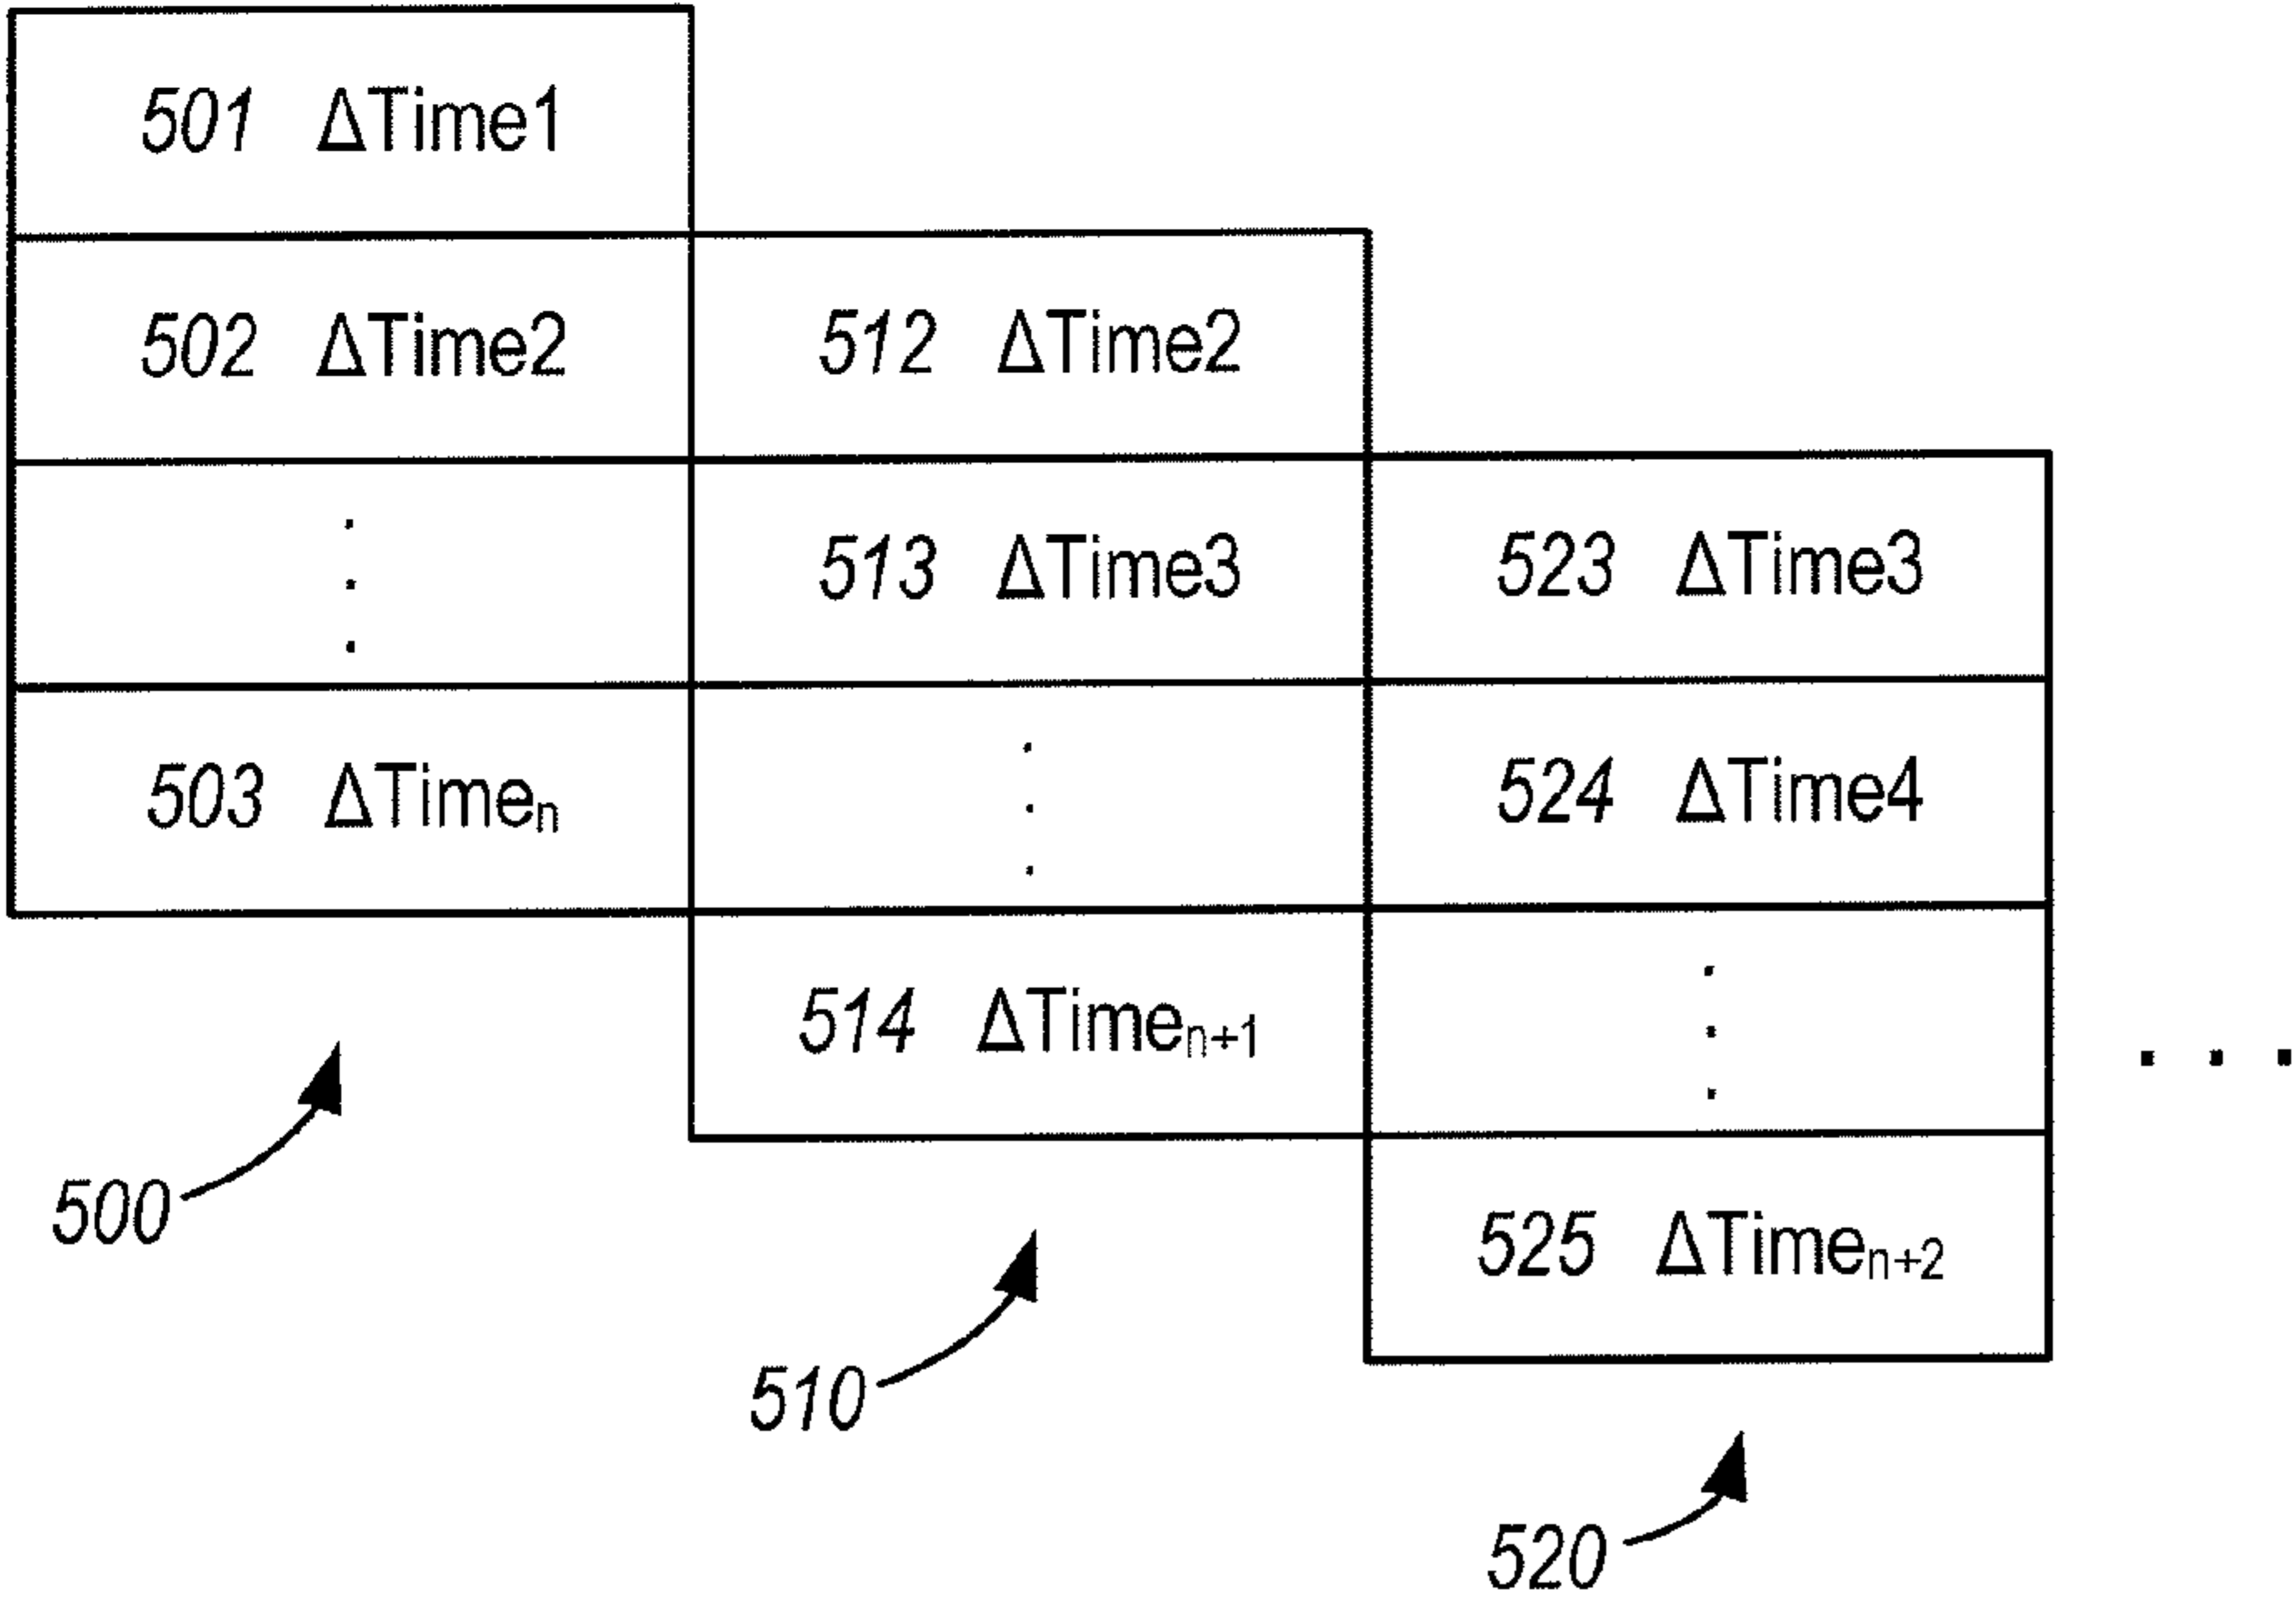 501 ΔTime1
502 ΔTime2
512 ΔTime2
513 ΔTime3
523 ΔTime3
503 ΔTimen
524 ΔTime4
514 ΔTimen+1
. . .
500
525 ΔTimen+2
510
520